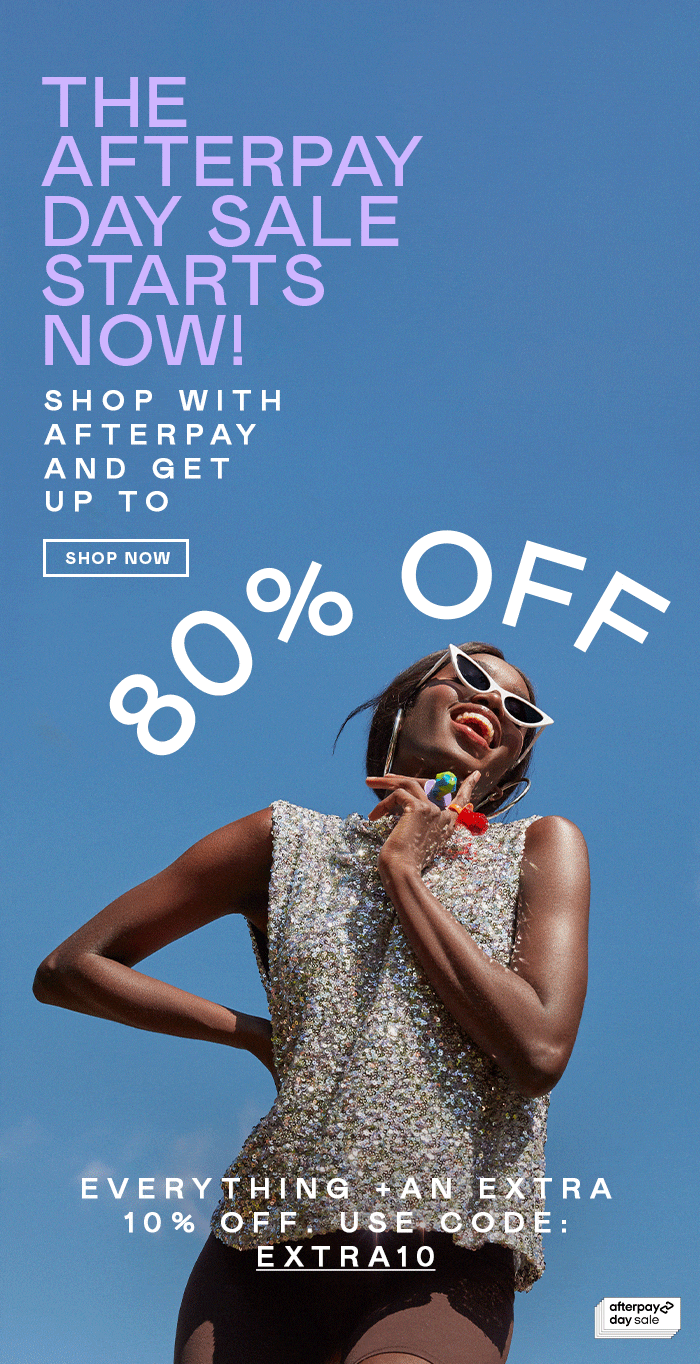 THE
AFTERPAY
DAY SALE
STARTS
NOW!
SHOP WITH
AFTERPAY
AND GET
UP TO
SHOP NOW
80% OFF
EVERYTHING +AN EXTRA
10% OFF. USE CODE:
EXTRA10
afterpay
day sale